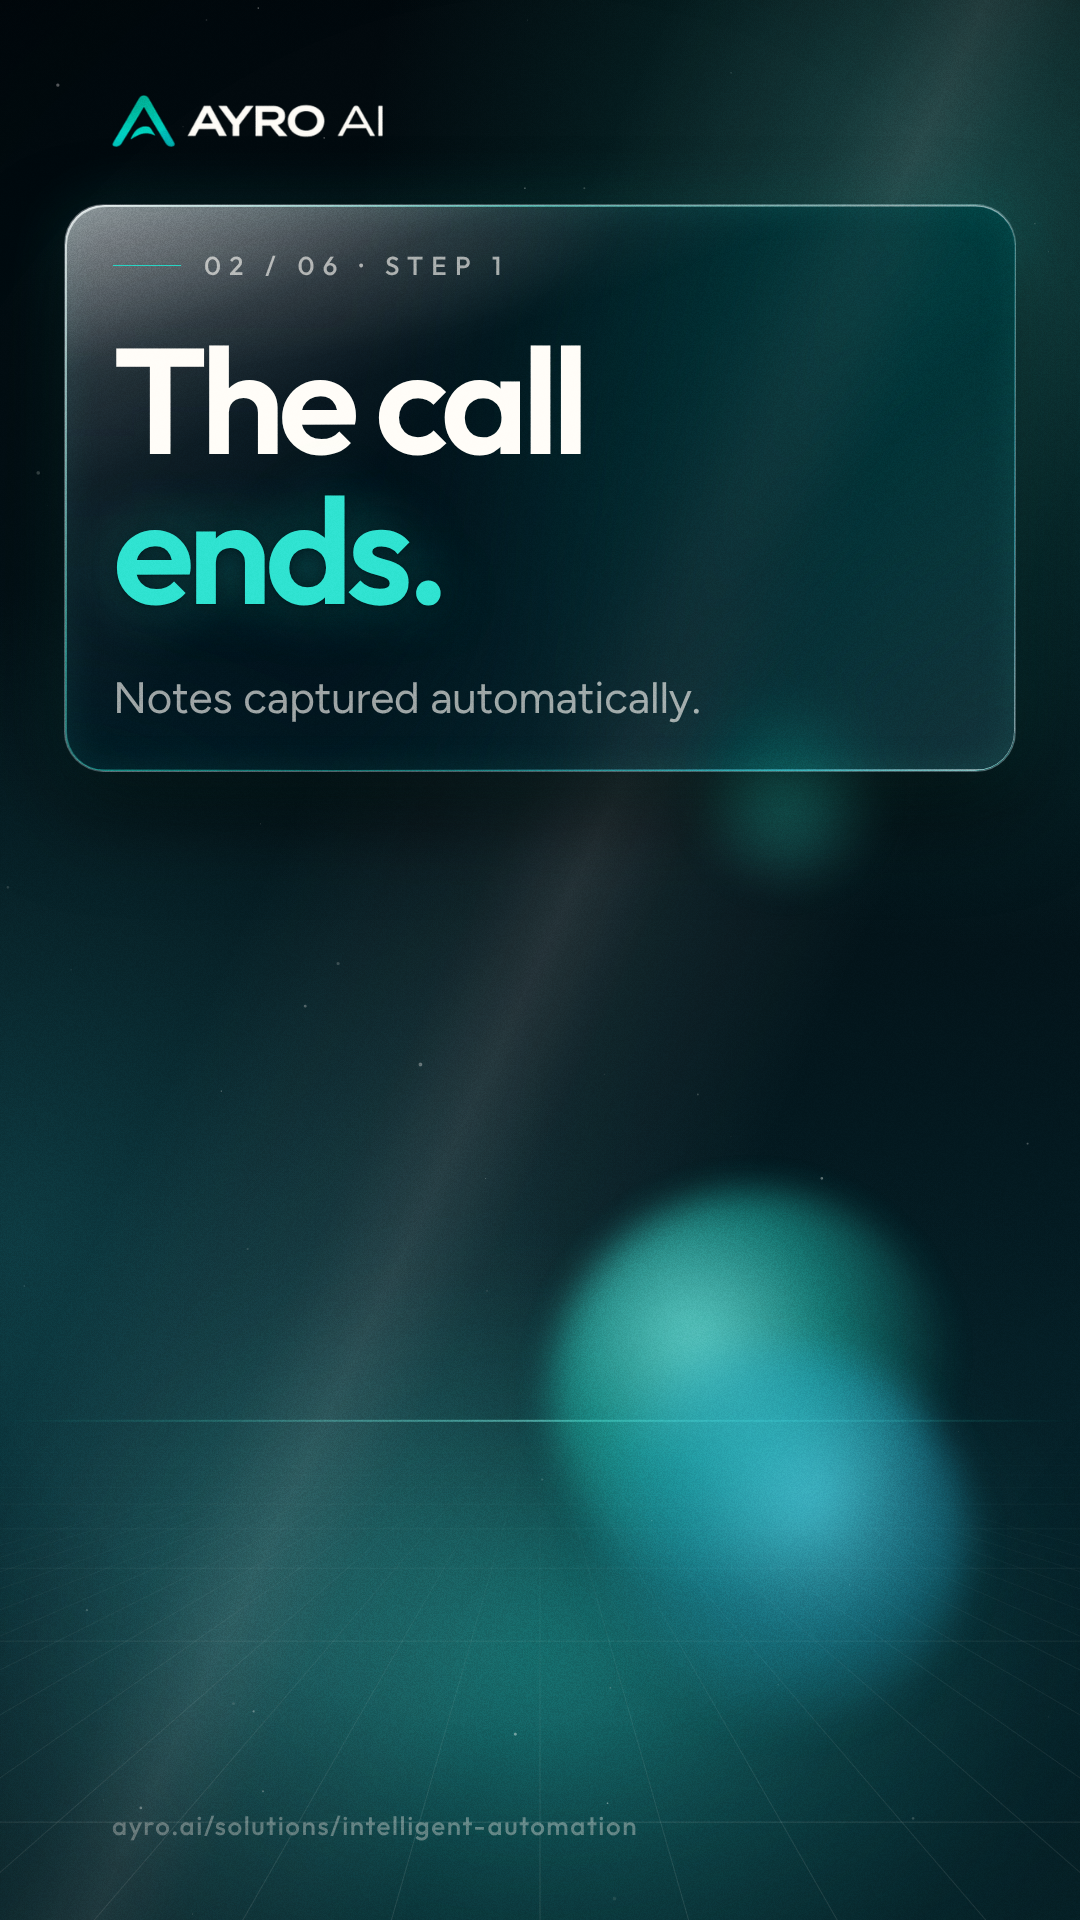 AYRO AI
02 / 06 · STEP 1
The call
ends.
Notes captured automatically.
ayro.ai/solutions/intelligent-automation